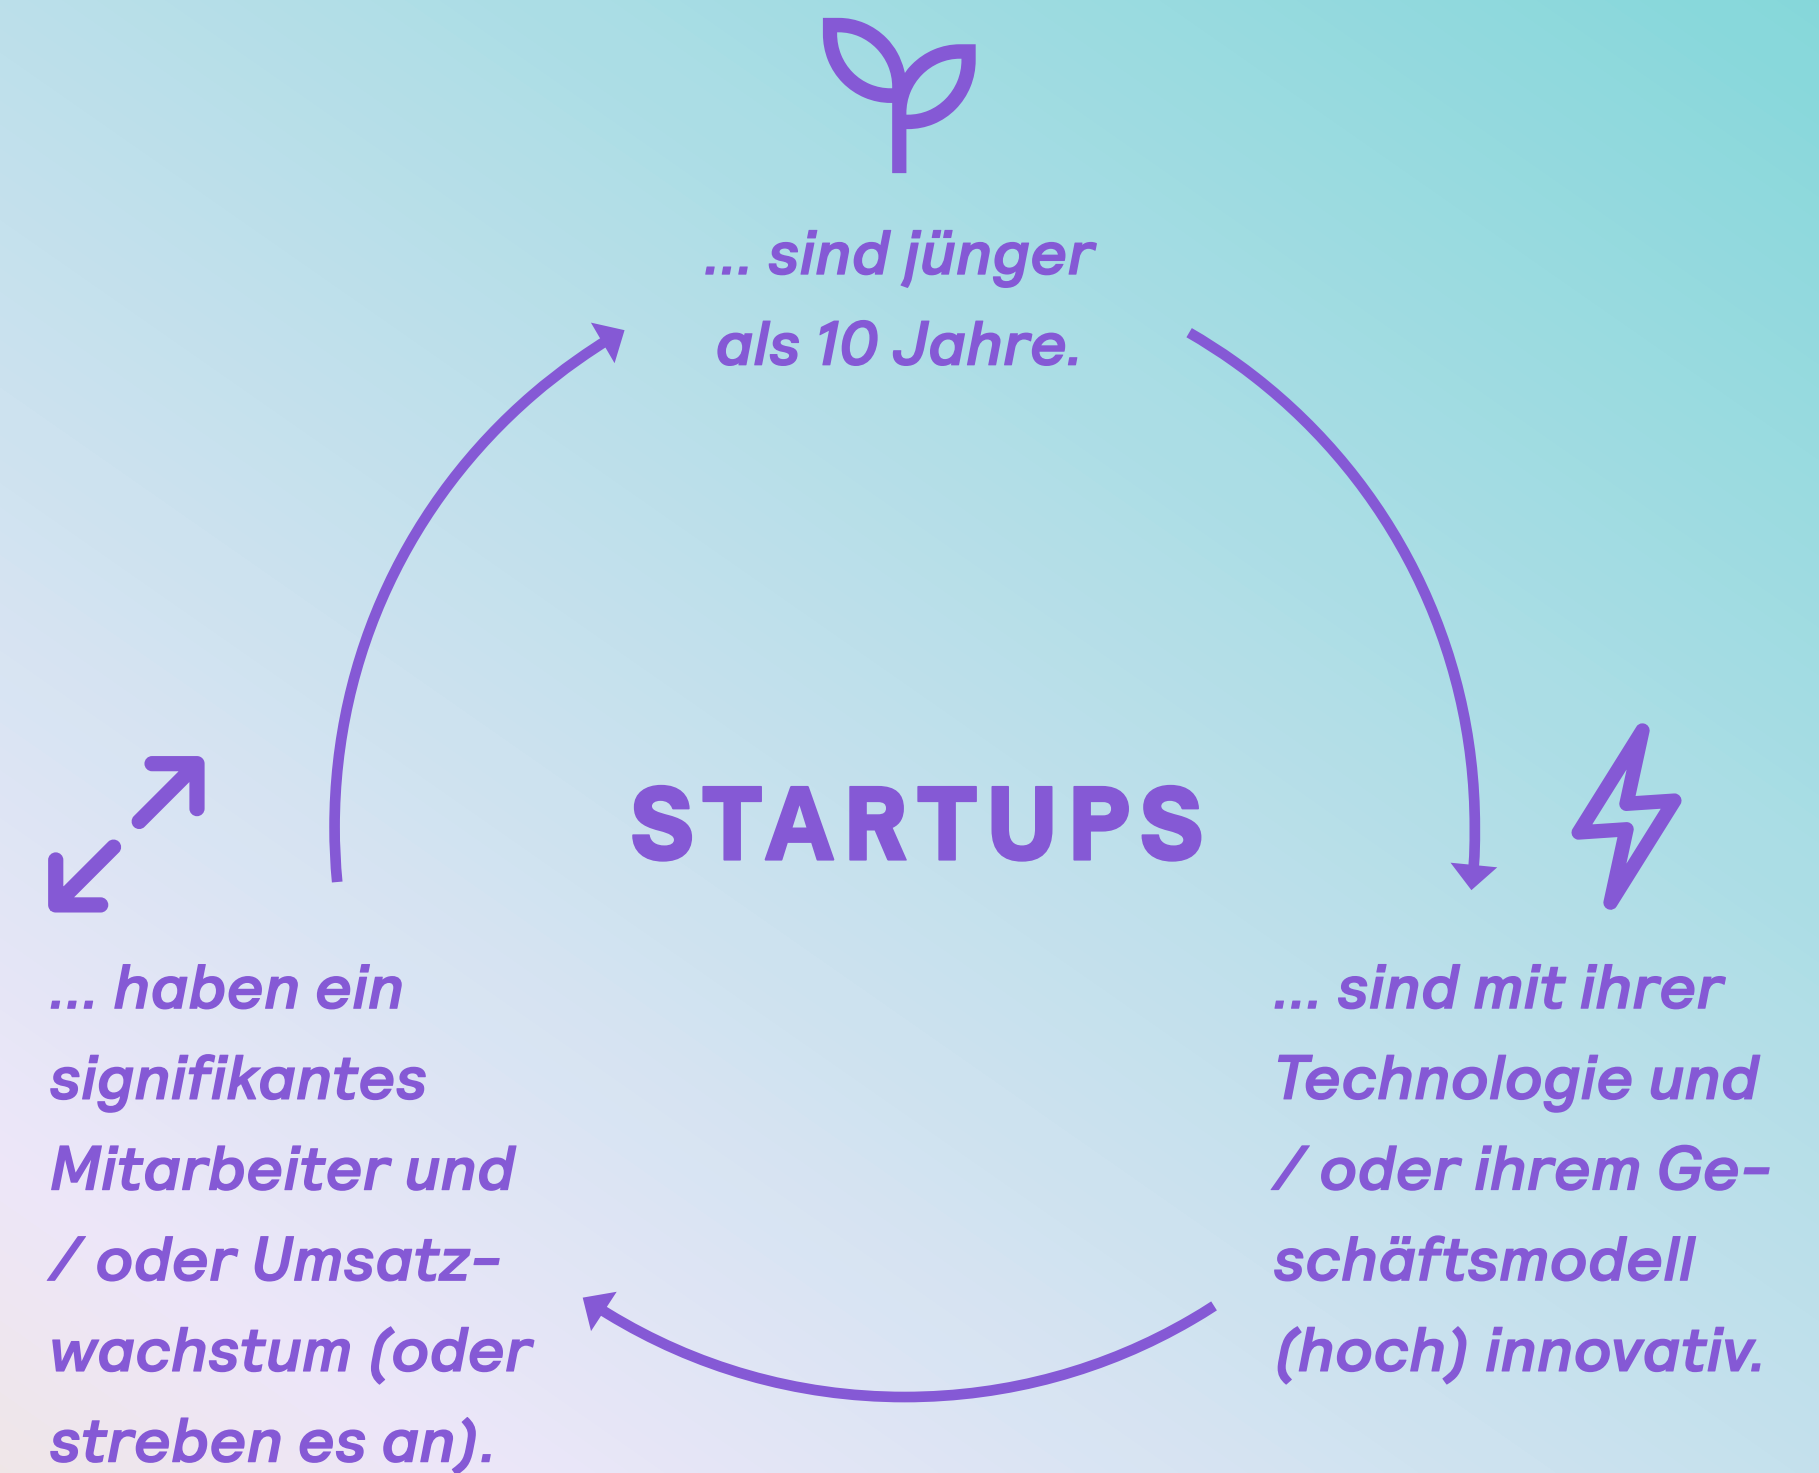 ... sind jünger
als 10 Jahre.
STARTUPS
... haben ein
signifikantes
Mitarbeiter und
/ oder Umsatz-
wachstum (oder
streben es an).
... sind mit ihrer
Technologie und
/ oder ihrem Ge-
schäftsmodell
(hoch) innovativ.